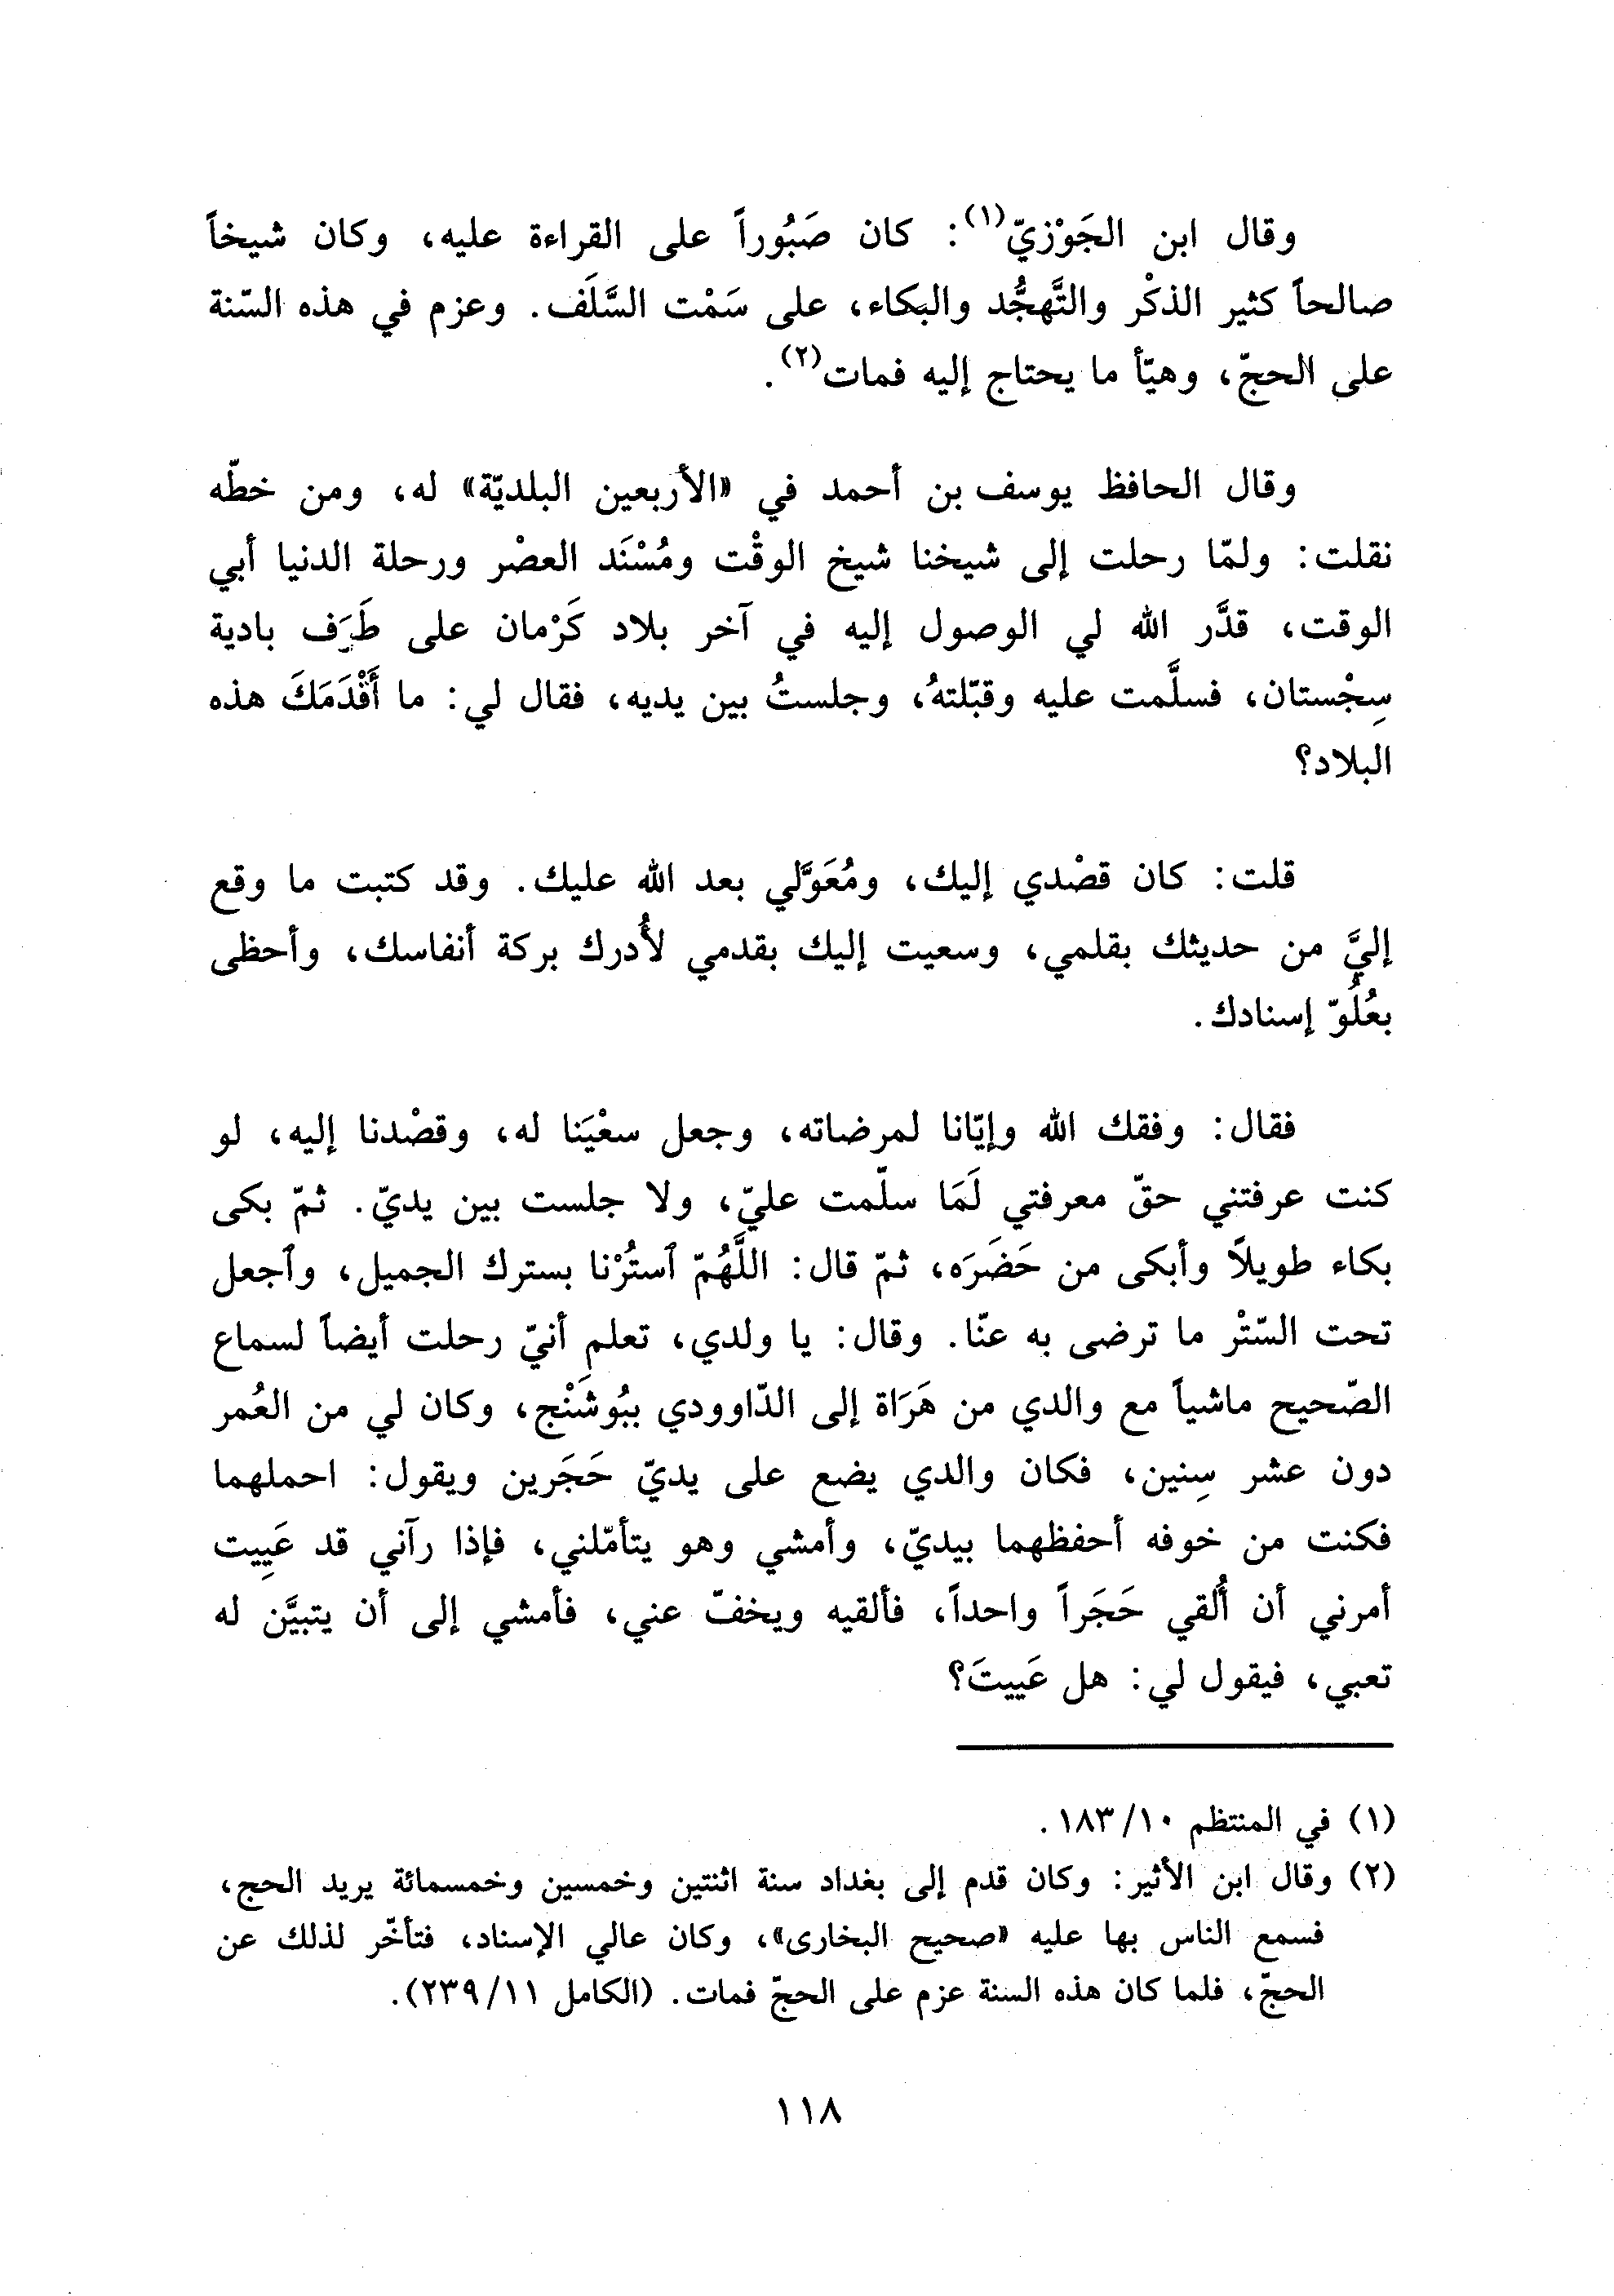 وقال ابن الجَوْزيّ(١): كان صَبُوراً على القراءة عليه، وكان شيخاً
صالحاً كثير الذكْر والتَّهجُّد والبكاء، على سَمْت السَّلَف. وعزم في هذه السّنة
على الحجّ، وهيّأ ما يحتاج إليه فمات(٢).
وقال الحافظ يوسف بن أحمد في «الأربعين البلديّة» له، ومن خطّه
نقلت: ولمّا رحلت إلى شيخنا شيخ الوقْت ومُسْنَد العصْر ورحلة الدنيا أبي
الوقت، قدَّر الله لي الوصول إليه في آخر بلاد كَرْمان على طَرَف بادية
سِجْستان، فسلَّمت عليه وقبّلتهُ، وجلستُ بين يديه، فقال لي: ما أَقْدَمَكَ هذه
البلاد؟
قلت: كان قصْدي إليك، ومُعَوَّلي بعد الله عليك. وقد كتبت ما وقع
إليَّ من حديثك بقلمي، وسعيت إليك بقدمي لأُدرك بركة أنفاسك، وأحظى
بعُلُوّ إسنادك.
فقال: وفقك الله وإيّانا لمرضاته، وجعل سعْيَنا له، وقصْدنا إليه، لو
كنت عرفتني حقّ معرفتي لَمَا سلّمت عليّ، ولا جلست بين يديّ. ثمّ بكى
بكاء طويلاً وأبكى من حَضَرَه، ثمّ قال: اللَّهُمّ ٱستُرْنا بسترك الجميل، وٱجعل
تحت السّتْر ما ترضى به عنّا. وقال: يا ولدي، تعلم أنيّ رحلت أيضاً لسماع
الصّحيح ماشياً مع والدي من هَرَاة إلى الدّاوودي ببُوشَنْج، وكان لي من العُمر
دون عشر سِنين، فكان والدي يضع على يديّ حَجَرين ويقول: احملهما
فكنت من خوفه أحفظهما بيديّ، وأمشي وهو يتأمّلني، فإذا رآني قد عَيِيت
أمرني أن أُلقي حَجَراً واحداً، فألقيه ويخفّ عني، فأمشي إلى أن يتبيَّن له
تعبي، فيقول لي: هل عَييتَ؟
(١) في المنتظم ١٠/١٨٣.
(٢) وقال ابن الأثير: وكان قدم إلى بغداد سنة اثنتين وخمسين وخمسمائة يريد الحج،
فسمع الناس بها عليه «صحيح البخارى»، وكان عالي الإسناد، فتأخّر لذلك عن
الحجّ، فلما كان هذه السنة عزم على الحجّ فمات. (الكامل ١١/٢٣٩).
١١٨